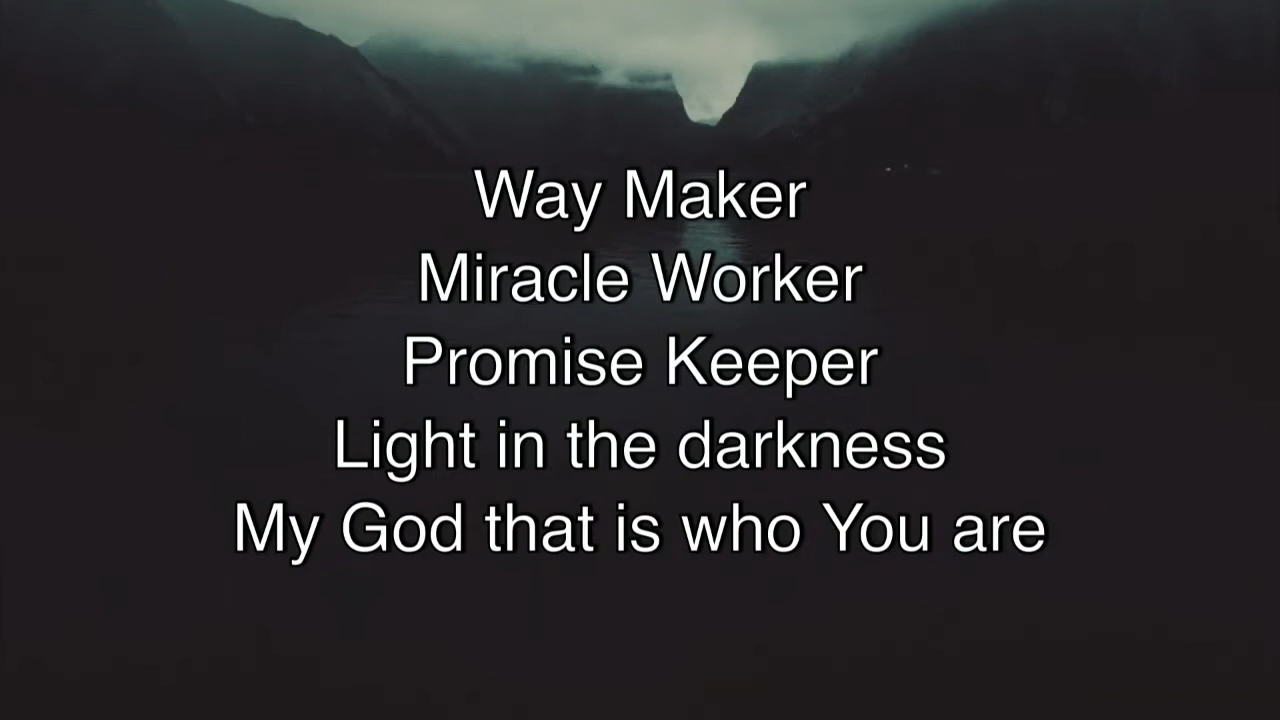 Way Maker
Miracle Worker
Promise Keeper
Light in the darkness
My God that is who You are